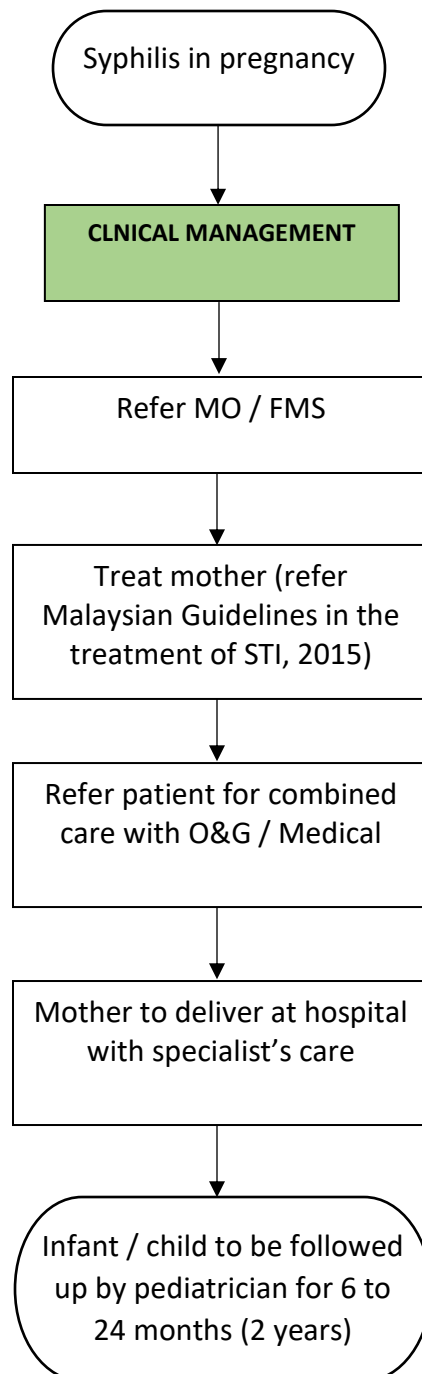 Syphilis in pregnancy
CLNICAL MANAGEMENT
Refer MO / FMS
Treat mother (refer
Malaysian Guidelines in the
treatment of STI, 2015)
Refer patient for combined
care with O&G / Medical
Mother to deliver at hospital
with specialist’s care
Infant / child to be followed
up by pediatrician for 6 to
24 months (2 years)